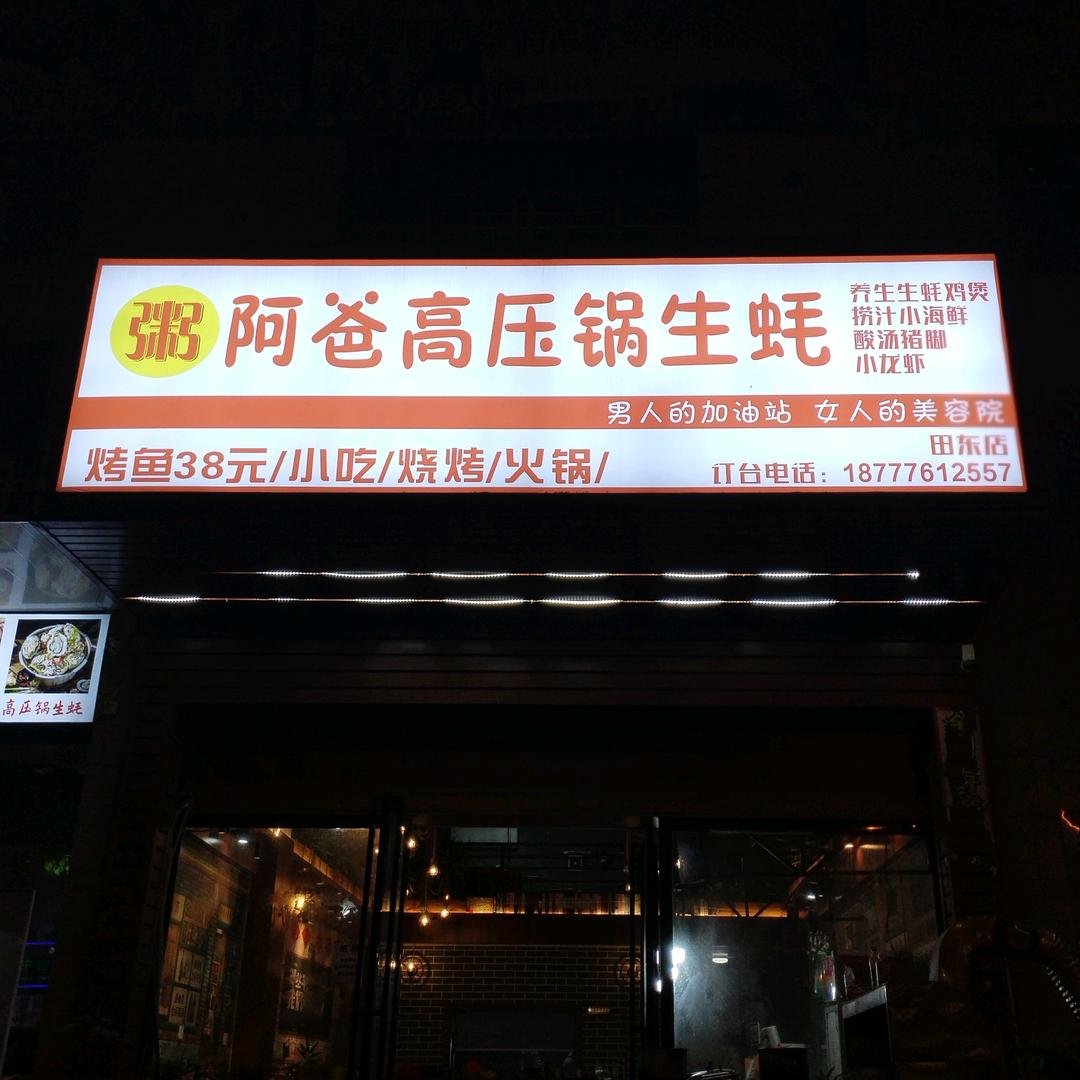 粥 阿爸高压锅生蚝
养生生蚝鸡煲
捞汁小海鲜
酸汤猪脚
小龙虾
男人的加油站 女人的美容院
田东店
烤鱼38元/小吃/烧烤/火锅/
订台电话：18777612557
高压锅生蚝